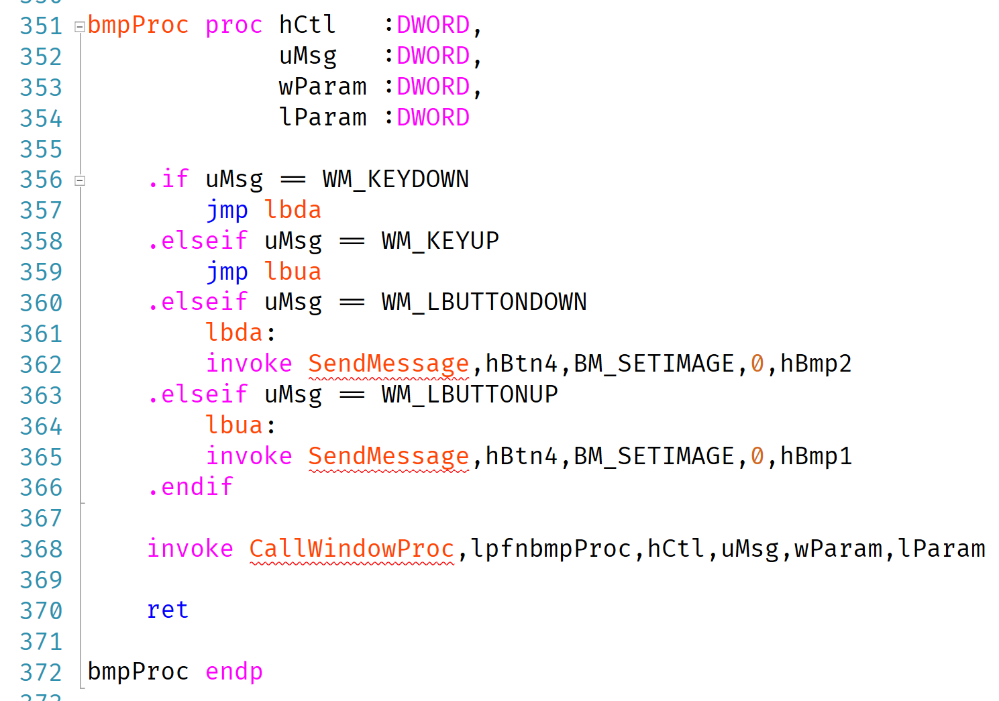 351 bmpProc proc hCtl   :DWORD,
352              uMsg   :DWORD,
353              wParam :DWORD,
354              lParam :DWORD
355
356     .if uMsg == WM_KEYDOWN
357         jmp lbda
358     .elseif uMsg == WM_KEYUP
359         jmp lbua
360     .elseif uMsg == WM_LBUTTONDOWN
361         lbda:
362         invoke SendMessage,hBtn4,BM_SETIMAGE,0,hBmp2
363     .elseif uMsg == WM_LBUTTONUP
364         lbua:
365         invoke SendMessage,hBtn4,BM_SETIMAGE,0,hBmp1
366     .endif
367
368     invoke CallWindowProc,lpfnbmpProc,hCtl,uMsg,wParam,lParam
369
370     ret
371
372 bmpProc endp